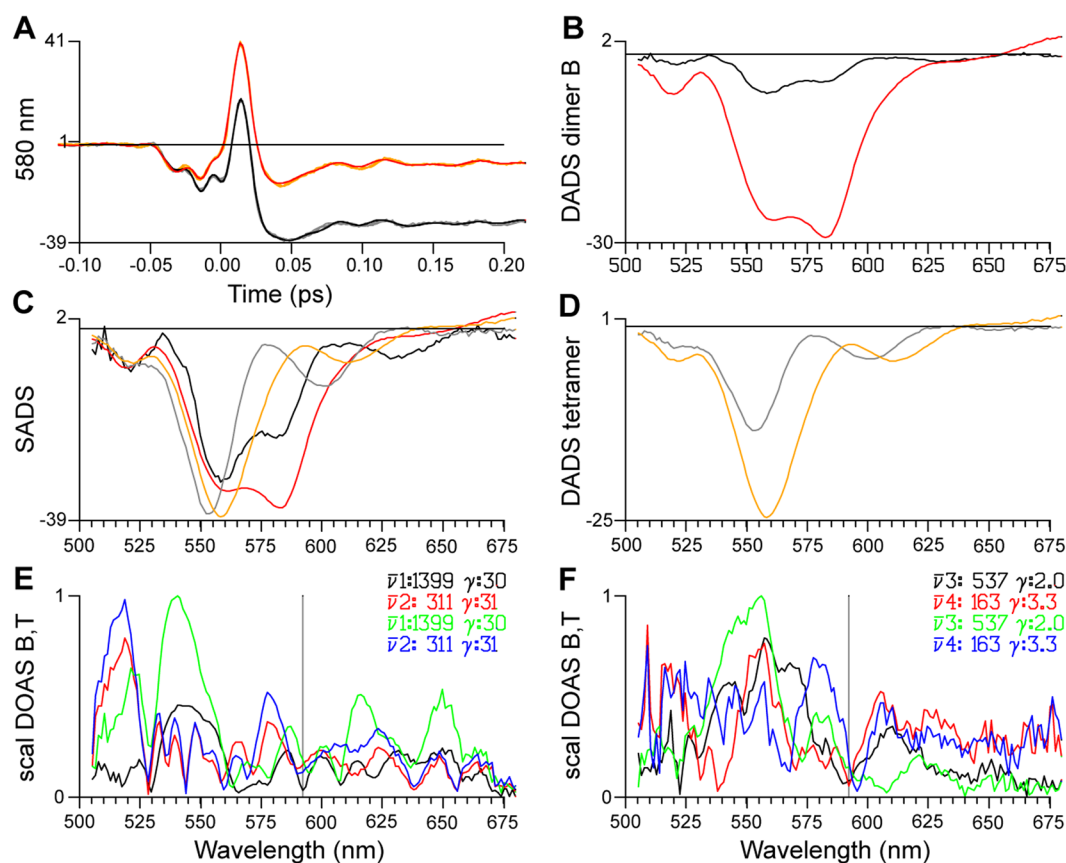 A
580 nm
41
1
-39
-0.10 -0.05 0.00 0.05 0.10 0.15 0.20
Time (ps)
B
DADS dimer B
2
-30
500 525 550 575 600 625 650 675
C
SADS
2
-39
500 525 550 575 600 625 650 675
D
DADS tetramer
1
-25
500 525 550 575 600 625 650 675
E
scal DOAS B,T
1
0
ν̄1:1399 γ:30
ν̄2: 311 γ:31
ν̄1:1399 γ:30
ν̄2: 311 γ:31
500 525 550 575 600 625 650 675
Wavelength (nm)
F
scal DOAS B,T
1
0
ν̄3: 537 γ:2.0
ν̄4: 163 γ:3.3
ν̄3: 537 γ:2.0
ν̄4: 163 γ:3.3
500 525 550 575 600 625 650 675
Wavelength (nm)